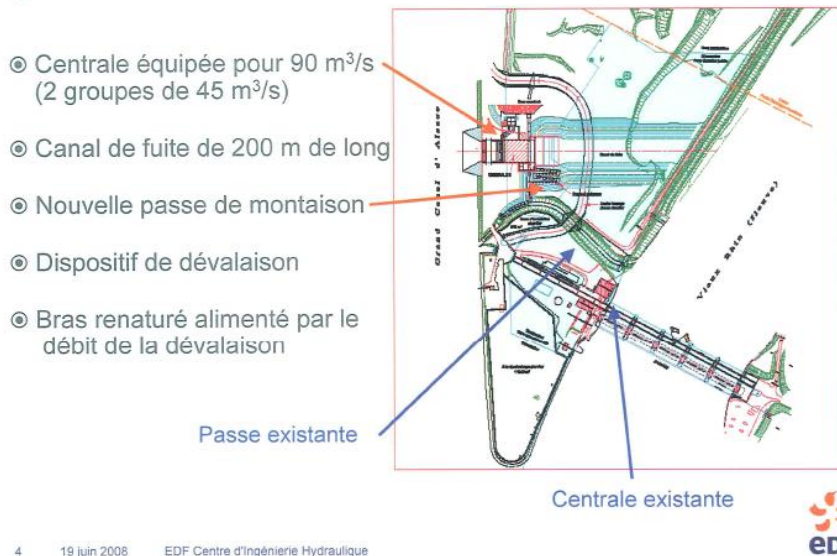 Centrale équipée pour 90 m³/s
(2 groupes de 45 m³/s)
Canal de fuite de 200 m de long
Nouvelle passe de montaison
Dispositif de dévalaison
Bras renaturé alimenté par le
débit de la dévalaison
Grand Canal d'Alsace
Vieux Rhin (fleuve)
Passe existante
Centrale existante
4 19 juin 2008 EDF Centre d'Ingénierie Hydraulique
eDF